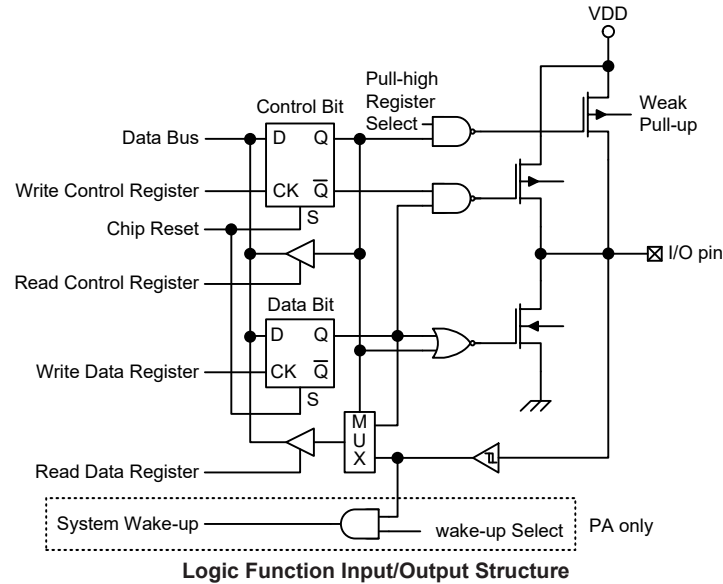 VDD
Pull-high
Register
Select
Control Bit
Weak
Pull-up
Data Bus
D
Q
Write Control Register
CK
Q
Chip Reset
S
I/O pin
Read Control Register
Data Bit
D
Q
Write Data Register
CK
Q
S
M
U
X
Read Data Register
System Wake-up
wake-up Select
PA only
Logic Function Input/Output Structure